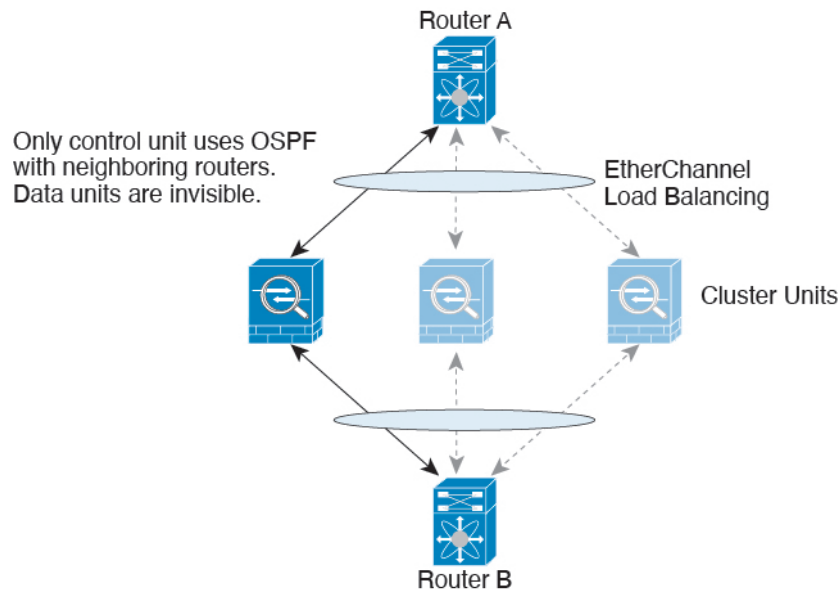 Router A
Only control unit uses OSPF
with neighboring routers.
Data units are invisible.
EtherChannel
Load Balancing
Cluster Units
Router B